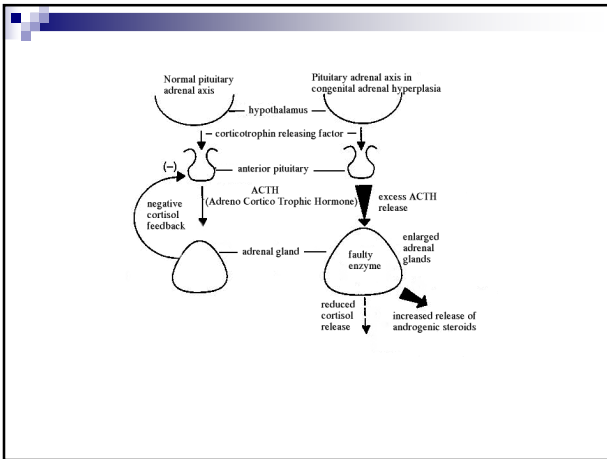 Normal pituitary
adrenal axis
Pituitary adrenal axis in
congenital adrenal hyperplasia
hypothalamus
corticotrophin releasing factor
(-)
anterior pituitary
ACTH
(Adreno Cortico Trophic Hormone)
excess ACTH
release
negative
cortisol
feedback
adrenal gland
faulty
enzyme
enlarged
adrenal
glands
reduced
cortisol
release
increased release of
androgenic steroids